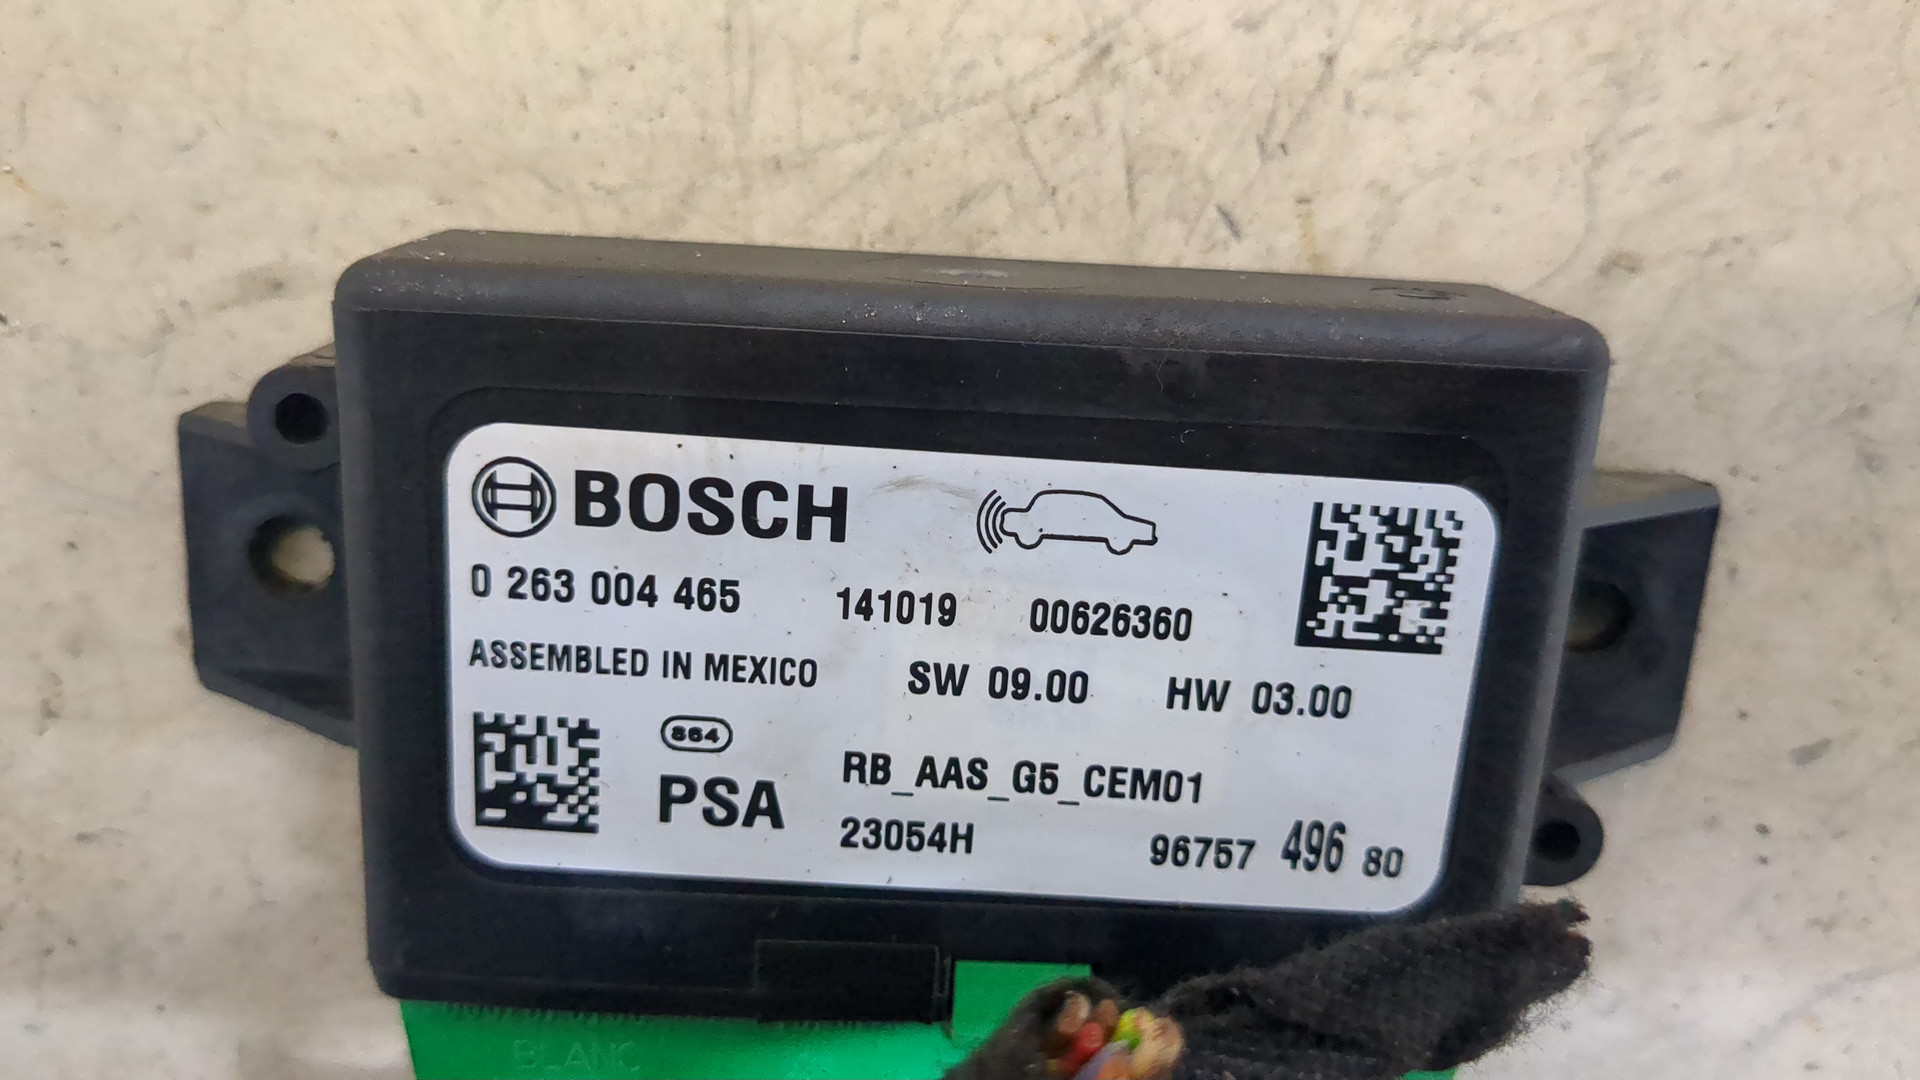 BOSCH
0 263 004 465 141019 00626360
ASSEMBLED IN MEXICO SW 09.00 HW 03.00
864
PSA RB_AAS_G5_CEM01
23054H 96757 496 80
BLANC